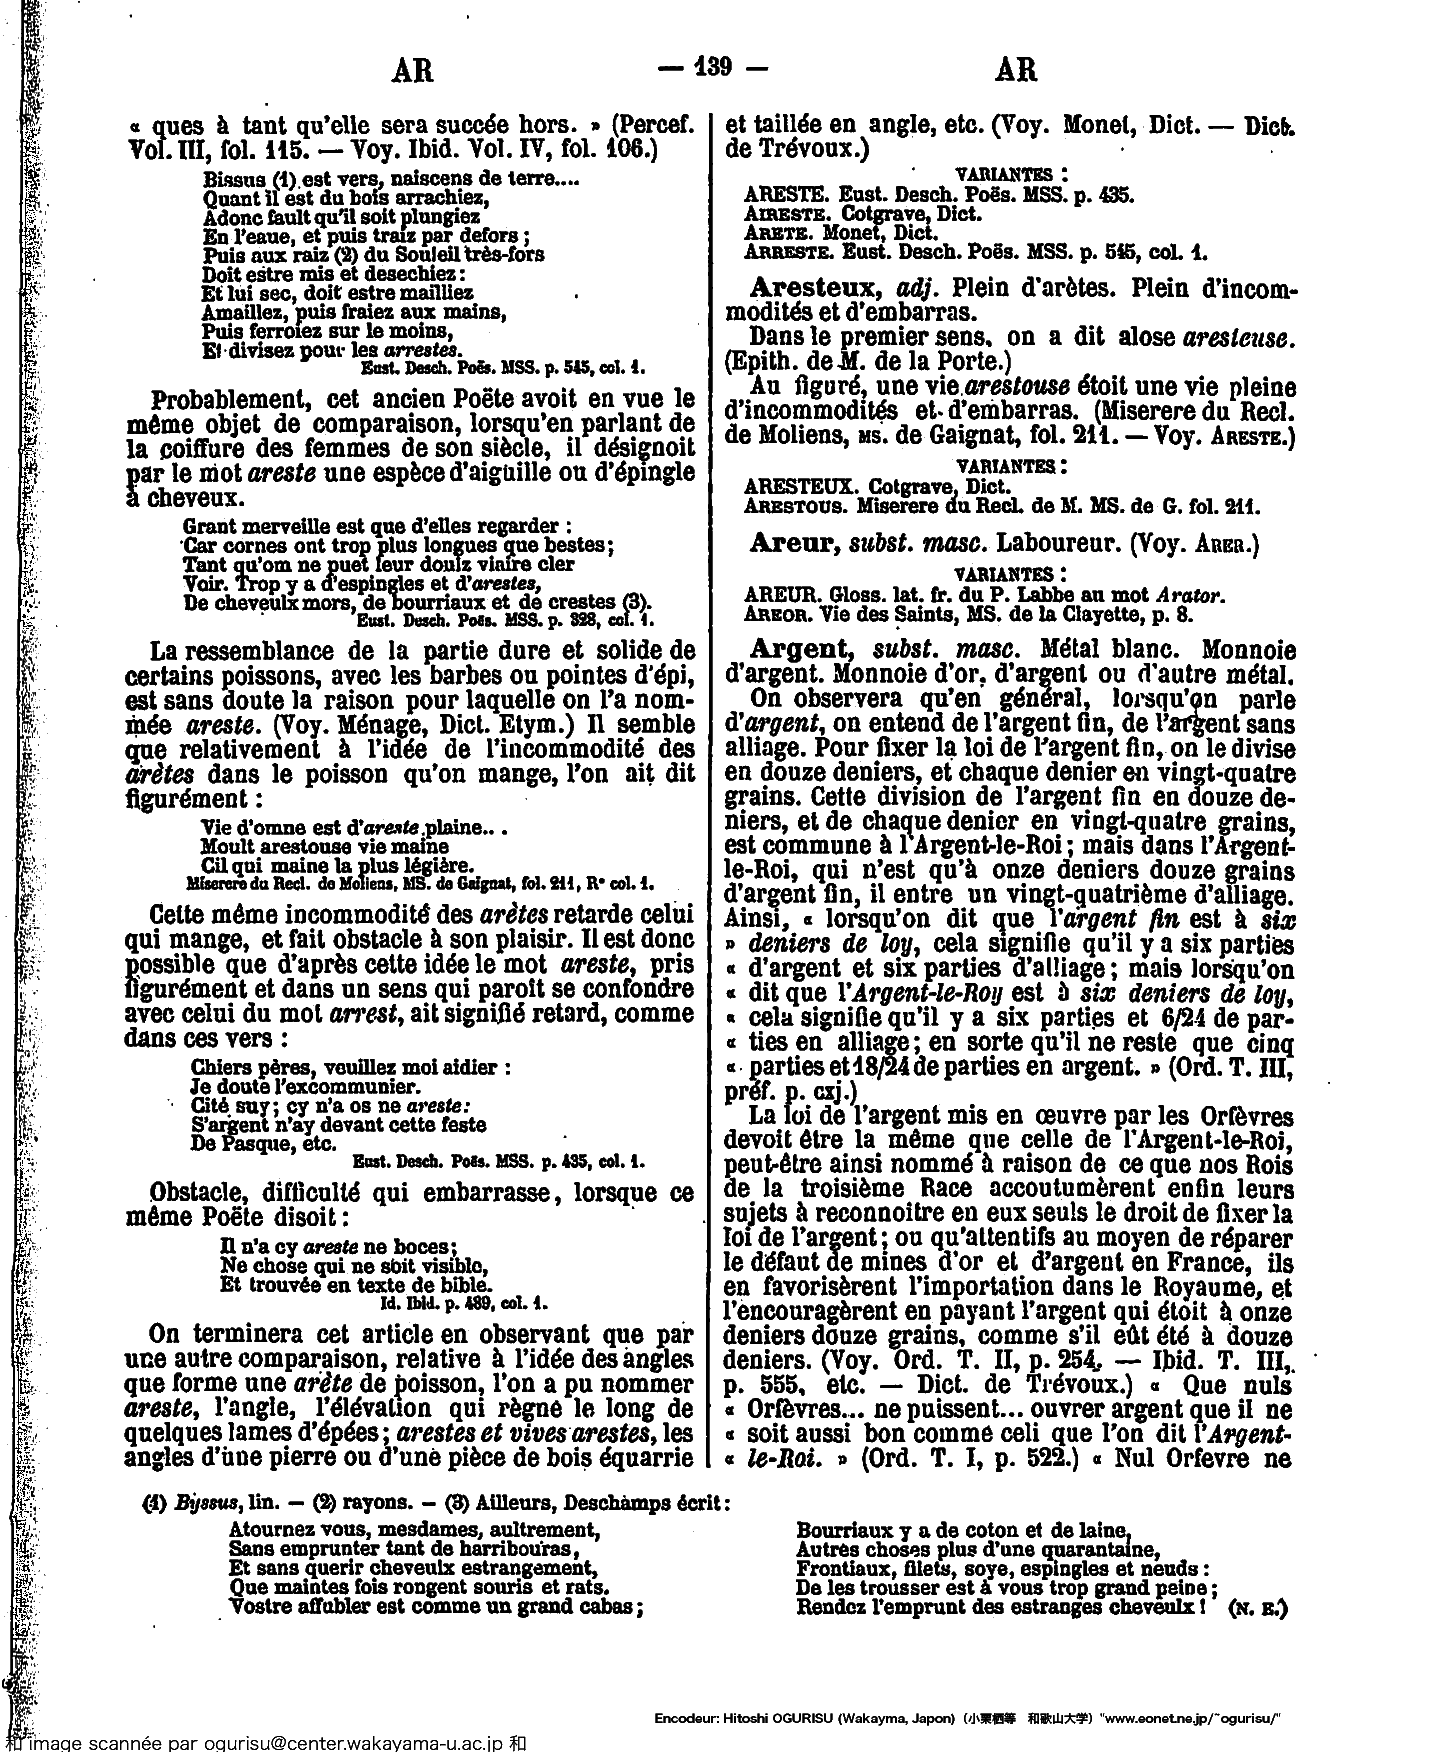 AR — 139 — AR
« ques à tant qu'elle sera succée hors. » (Percef.
Vol. III, fol. 115. — Voy. Ibid. Vol. IV, fol. 106.)
Bissus (1) est vers, naiscens de terre....
Quant il est du bois arrachiez,
Adonc fault qu'il soit plungiez
En l'eaue, et puis traiz par defors ;
Puis aux raiz (2) du Souleil très-fors
Doit estre mis et desechiez :
Et lui sec, doit estre mailliez
Amaillez, puis fraiez aux mains,
Puis ferroiez sur le moins,
Et divisez pour les arrestes.
Eust. Desch. Poës. MSS. p. 545, col. 1.
Probablement, cet ancien Poëte avoit en vue le
même objet de comparaison, lorsqu'en parlant de
la coiffure des femmes de son siècle, il désignoit
par le mot areste une espèce d'aiguille ou d'épingle
à cheveux.
Grant merveille est que d'elles regarder :
Car cornes ont trop plus longues que bestes ;
Tant qu'om ne puet leur doulz viaire cler
Voir. Trop y a d'espingles et d'arestes,
De cheveulx mors, de bourriaux et de crestes (3).
Eust. Desch. Poës. MSS. p. 328, col. 1.
La ressemblance de la partie dure et solide de
certains poissons, avec les barbes ou pointes d'épi,
est sans doute la raison pour laquelle on l'a nom-
mée areste. (Voy. Ménage, Dict. Etym.) Il semble
que relativement à l'idée de l'incommodité des
arètes dans le poisson qu'on mange, l'on ait dit
figurément :
Vie d'omne est d'areste plaine...
Moult arestouse vie maine
Cil qui maine la plus légière.
Miserere du Recl. de Moliens, MS. de Gaignat, fol. 211, R° col. 1.
Cette même incommodité des arètes retarde celui
qui mange, et fait obstacle à son plaisir. Il est donc
possible que d'après cette idée le mot areste, pris
figurément et dans un sens qui paroît se confondre
avec celui du mot arrest, ait signifié retard, comme
dans ces vers :
Chiers pères, veuillez moi aidier :
Je doute l'excommunier.
Cité suy ; cy n'a os ne areste :
S'argent n'ay devant cette feste
De Pasque, etc.
Eust. Desch. Poës. MSS. p. 435, col. 1.
Obstacle, difficulté qui embarrasse, lorsque ce
même Poëte disoit :
Il n'a cy areste ne boces ;
Ne chose qui ne soit visible,
Et trouvée en texte de bible.
Id. Ibid. p. 489, col. 1.
On terminera cet article en observant que par
une autre comparaison, relative à l'idée des angles
que forme une arète de poisson, l'on a pu nommer
areste, l'angle, l'élévation qui règne le long de
quelques lames d'épées ; arestes et vives arestes, les
angles d'une pierre ou d'une pièce de bois équarrie
et taillée en angle, etc. (Voy. Monet, Dict. — Dict.
de Trévoux.)
VARIANTES :
ARESTE. Eust. Desch. Poës. MSS. p. 435.
AIRESTE. Cotgrave, Dict.
ARETE. Monet, Dict.
ARRESTE. Eust. Desch. Poës. MSS. p. 545, col. 1.
Aresteux, adj. Plein d'arètes. Plein d'incom-
modités et d'embarras.
Dans le premier sens, on a dit alose aresteuse.
(Epith. de M. de la Porte.)
Au figuré, une vie arestouse étoit une vie pleine
d'incommodités et d'embarras. (Miserere du Recl.
de Moliens, MS. de Gaignat, fol. 211. — Voy. ARESTE.)
VARIANTES :
ARESTEUX. Cotgrave, Dict.
ARESTOUS. Miserere du Recl. de M. MS. de G. fol. 211.
Areur, subst. masc. Laboureur. (Voy. ARER.)
VARIANTES :
AREUR. Gloss. lat. fr. du P. Labbe au mot Arator.
AREOR. Vie des Saints, MS. de la Clayette, p. 8.
Argent, subst. masc. Métal blanc. Monnoie
d'argent. Monnoie d'or, d'argent ou d'autre métal.
On observera qu'en général, lorsqu'on parle
d'argent, on entend de l'argent fin, de l'argent sans
alliage. Pour fixer la loi de l'argent fin, on le divise
en douze deniers, et chaque denier en vingt-quatre
grains. Cette division de l'argent fin en douze de-
niers, et de chaque denier en vingt-quatre grains,
est commune à l'Argent-le-Roi ; mais dans l'Argent-
le-Roi, qui n'est qu'à onze deniers douze grains
d'argent fin, il entre un vingt-quatrième d'alliage.
Ainsi, « lorsqu'on dit que l'argent fin est à six
» deniers de loy, cela signifie qu'il y a six parties
« d'argent et six parties d'alliage ; mais lorsqu'on
« dit que l'Argent-le-Roy est à six deniers de loy,
« cela signifie qu'il y a six parties et 6/24 de par-
« ties en alliage ; en sorte qu'il ne reste que cinq
« parties et 18/24 de parties en argent. » (Ord. T. III,
préf. p. cxj.)
La loi de l'argent mis en œuvre par les Orfèvres
devoit être la même que celle de l'Argent-le-Roi,
peut-être ainsi nommé à raison de ce que nos Rois
de la troisième Race accoutumèrent enfin leurs
sujets à reconnoitre en eux seuls le droit de fixer la
loi de l'argent ; ou qu'attentifs au moyen de réparer
le défaut de mines d'or et d'argent en France, ils
en favorisèrent l'importation dans le Royaume, et
l'encouragèrent en payant l'argent qui étoit à onze
deniers douze grains, comme s'il eût été à douze
deniers. (Voy. Ord. T. II, p. 254. — Ibid. T. III,
p. 555, etc. — Dict. de Trévoux.) « Que nuls
« Orfèvres... ne puissent... ouvrer argent que il ne
« soit aussi bon comme celi que l'on dit l'Argent-
« le-Roi. » (Ord. T. I, p. 522.) « Nul Orfevre ne
(1) Byssus, lin. — (2) rayons. — (3) Ailleurs, Deschamps écrit :
Atournez vous, mesdames, aultrement,
Sans emprunter tant de harribouras,
Et sans querir cheveulx estrangement,
Que maintes fois rongent souris et rats.
Vostre affubler est comme un grand cabas ;
Bourriaux y a de coton et de laine,
Autres choses plus d'une quarantaine,
Frontiaux, filets, soye, espingles et neuds :
De les trousser est à vous trop grand peine ;
Rendez l'emprunt des estranges cheveulx ! (N. E.)
Encodeur: Hitoshi OGURISU (Wakayma, Japon) (小栗栖等 和歌山大学) "www.eonet.ne.jp/~ogurisu/"
和 image scannée par ogurisu@center.wakayama-u.ac.jp 和